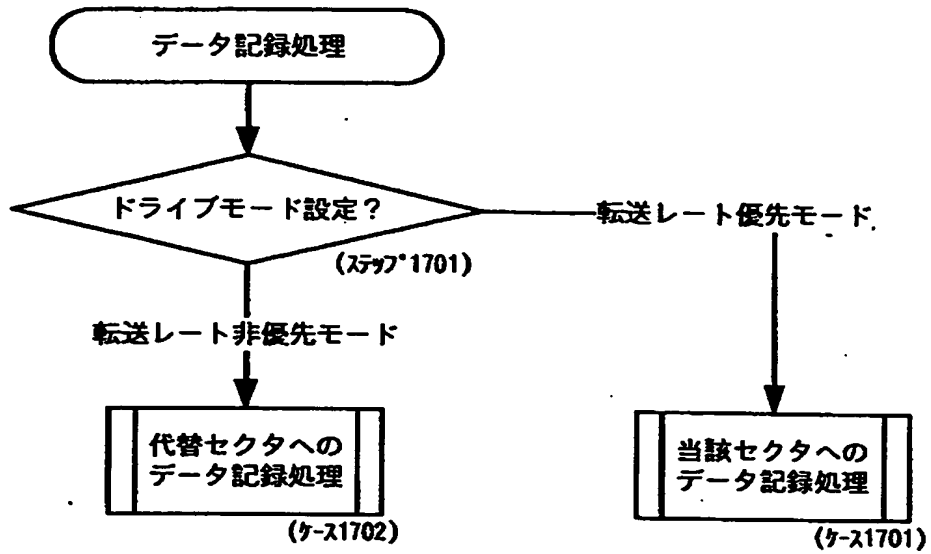 データ記録処理
ドライブモード設定？
転送レート優先モード
(ｽﾃｯﾌﾟ1701)
転送レート非優先モード
代替セクタへの
データ記録処理
当該セクタへの
データ記録処理
(ｹｰｽ1702)
(ｹｰｽ1701)